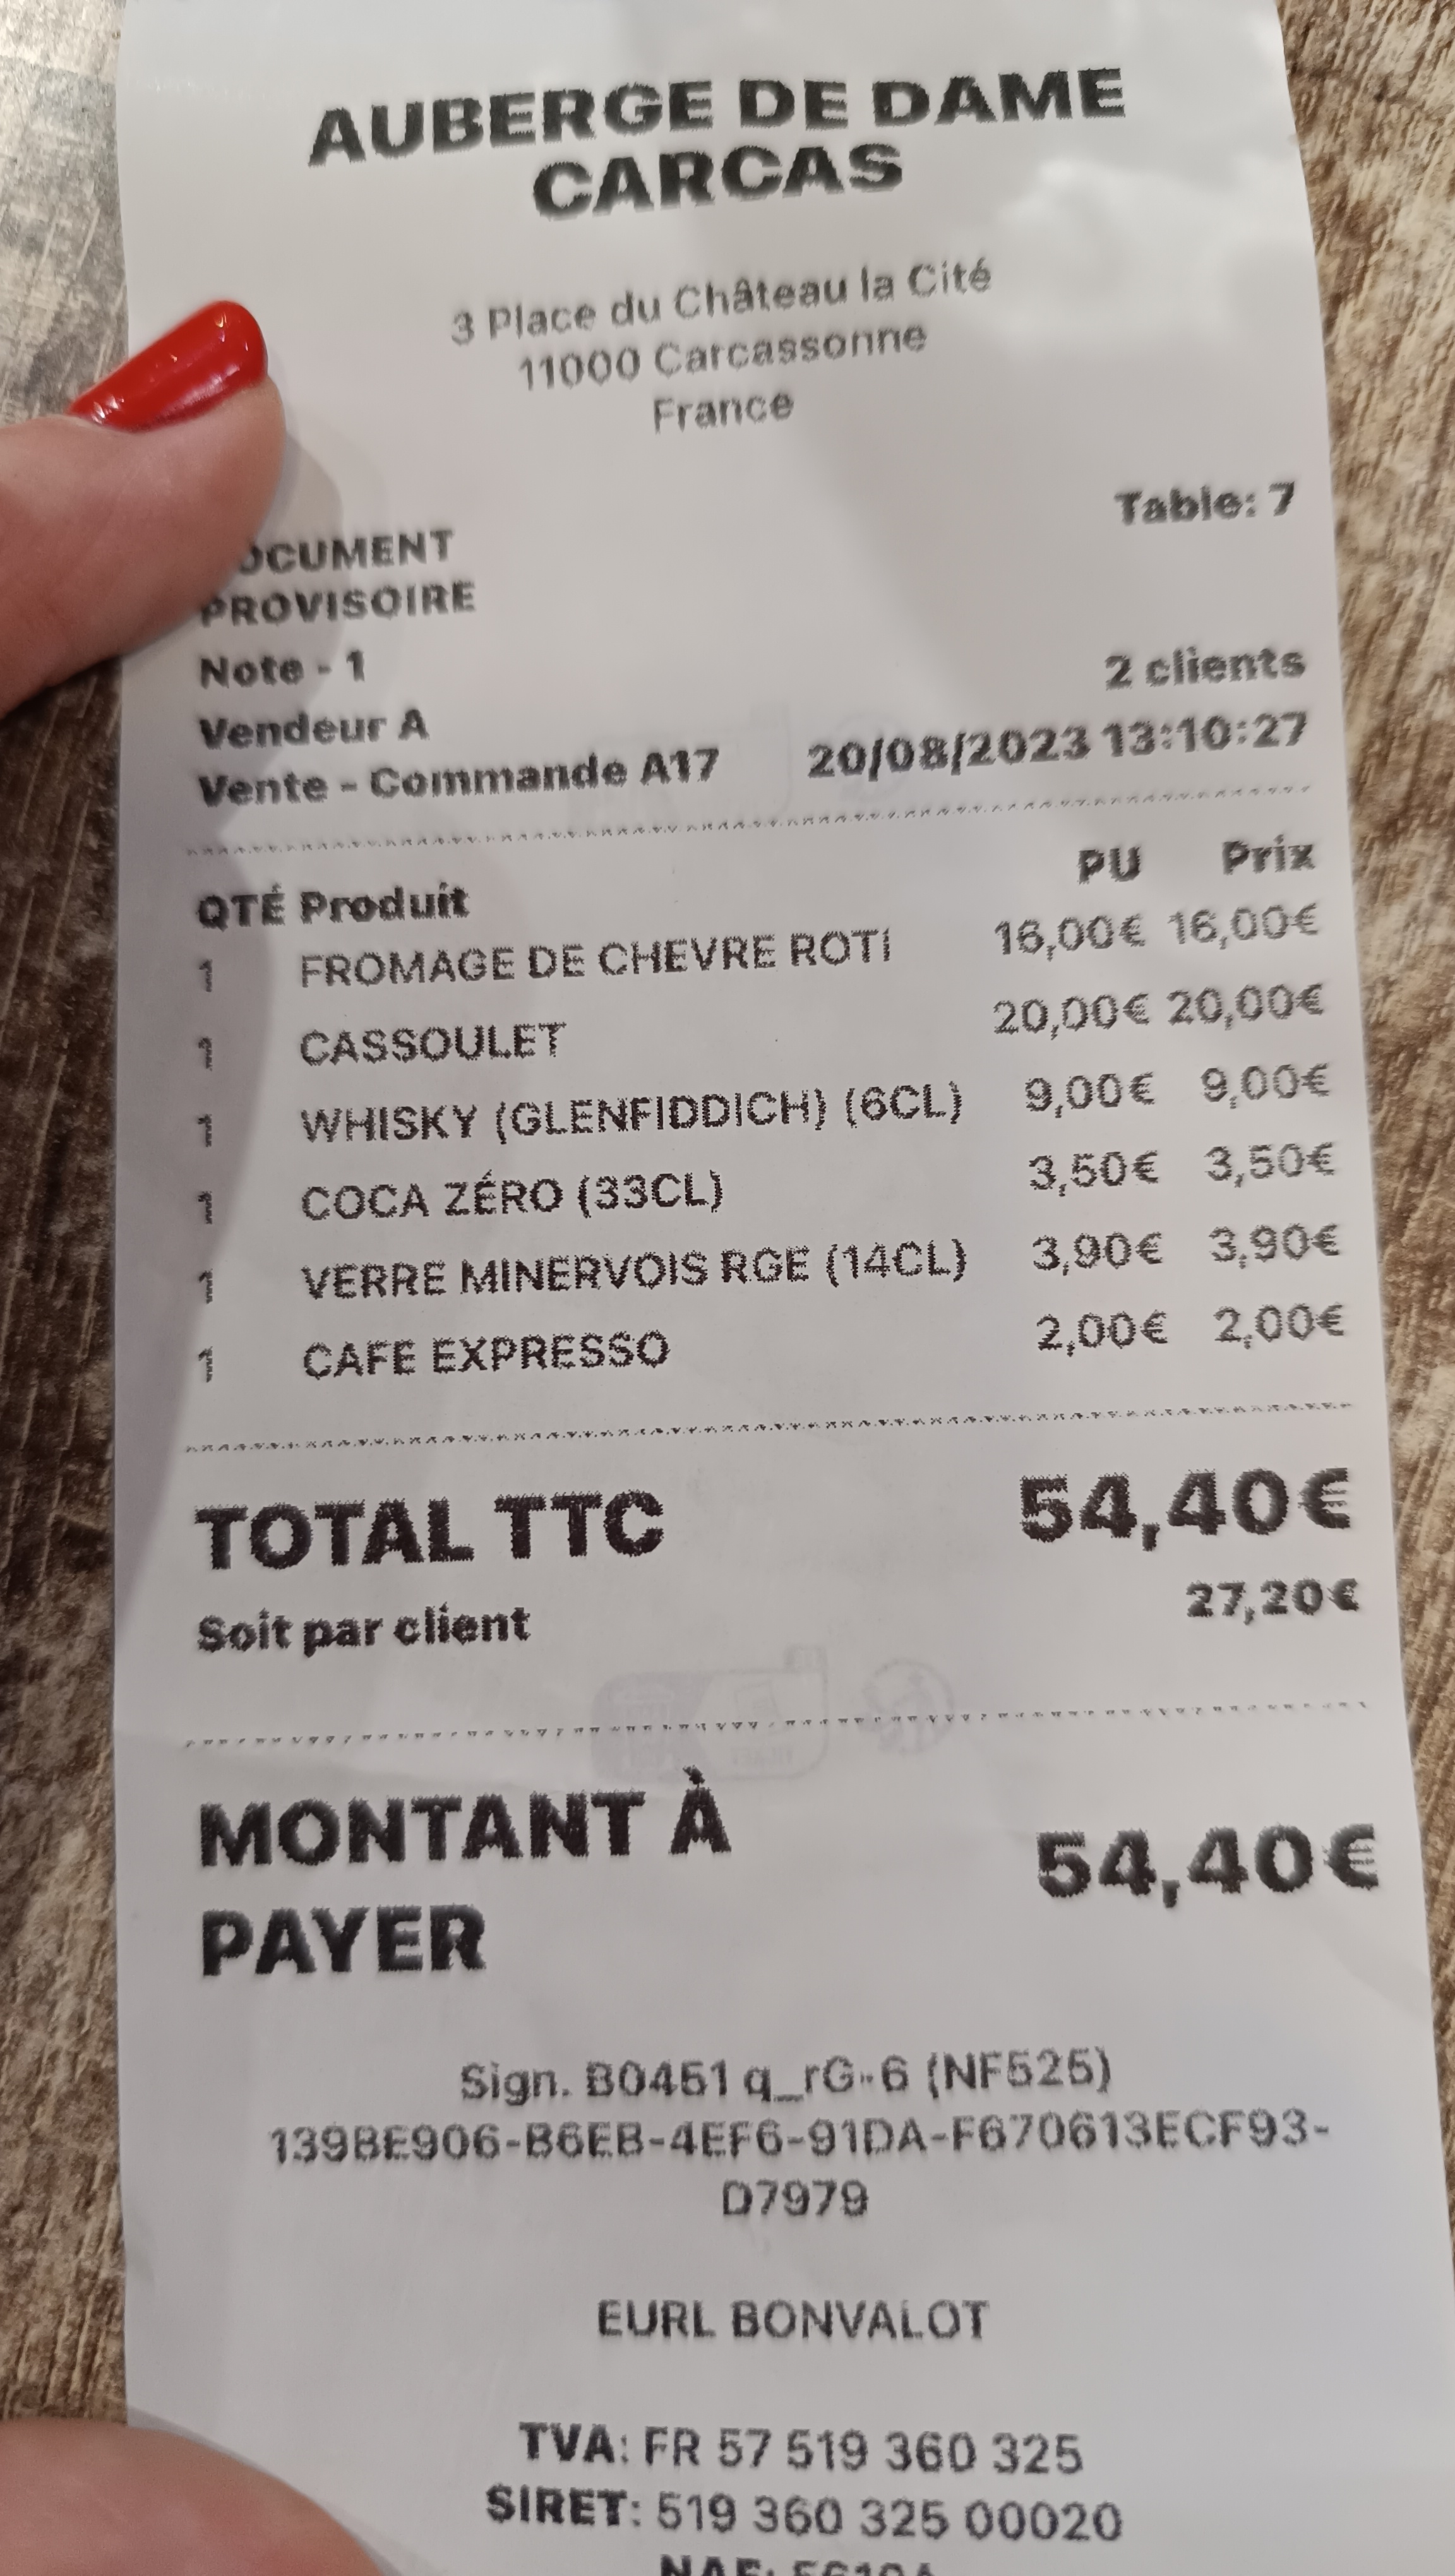 AUBERGE DE DAME
CARCAS
3 Place du Château la Cité
11000 Carcassonne
France
Table: 7
OCUMENT
PROVISOIRE
Note - 1
2 clients
Vendeur A
Vente - Commande A17 20/08/2023 13:10:27
QTÉ Produit PU Prix
1 FROMAGE DE CHEVRE ROTI 16,00€ 16,00€
1 CASSOULET 20,00€ 20,00€
1 WHISKY (GLENFIDDICH) (6CL) 9,00€ 9,00€
1 COCA ZÉRO (33CL) 3,50€ 3,50€
1 VERRE MINERVOIS RGE (14CL) 3,90€ 3,90€
1 CAFE EXPRESSO 2,00€ 2,00€
TOTAL TTC 54,40€
Soit par client 27,20€
MONTANT À
PAYER 54,40€
Sign. B0451 q_rG-6 (NF525)
139BE906-B6EB-4EF6-91DA-F670613ECF93-
D7979
EURL BONVALOT
TVA: FR 57 519 360 325
SIRET: 519 360 325 00020